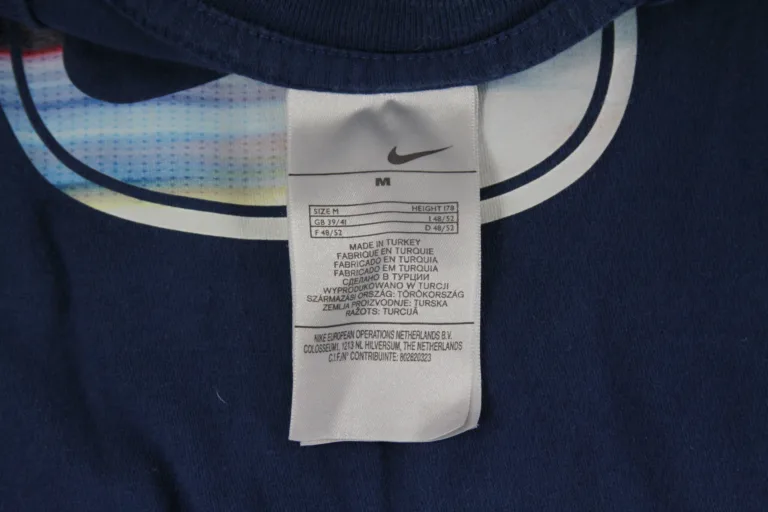 M
SIZE M HEIGHT 178
GB 39/41 I 48/52
F 48/52 D 48/52
MADE IN TURKEY
FABRIQUE EN TURQUIE
FABRICADO EN TURQUIA
FABRICADO EM TURQUIA
СДЕЛАНО В ТУРЦИИ
WYPRODUKOWANO W TURCJI
SZÁRMAZÁSI ORSZÁG: TÖRÖKORSZÁG
ZEMLJA PROIZVODNJE: TURSKA
RAŽOTS: TURCIJĀ
NIKE EUROPEAN OPERATIONS NETHERLANDS B.V.
COLOSSEUM1, 1213 NL HILVERSUM, THE NETHERLANDS
C.I.F/N° CONTRIBUINTE: 802820323